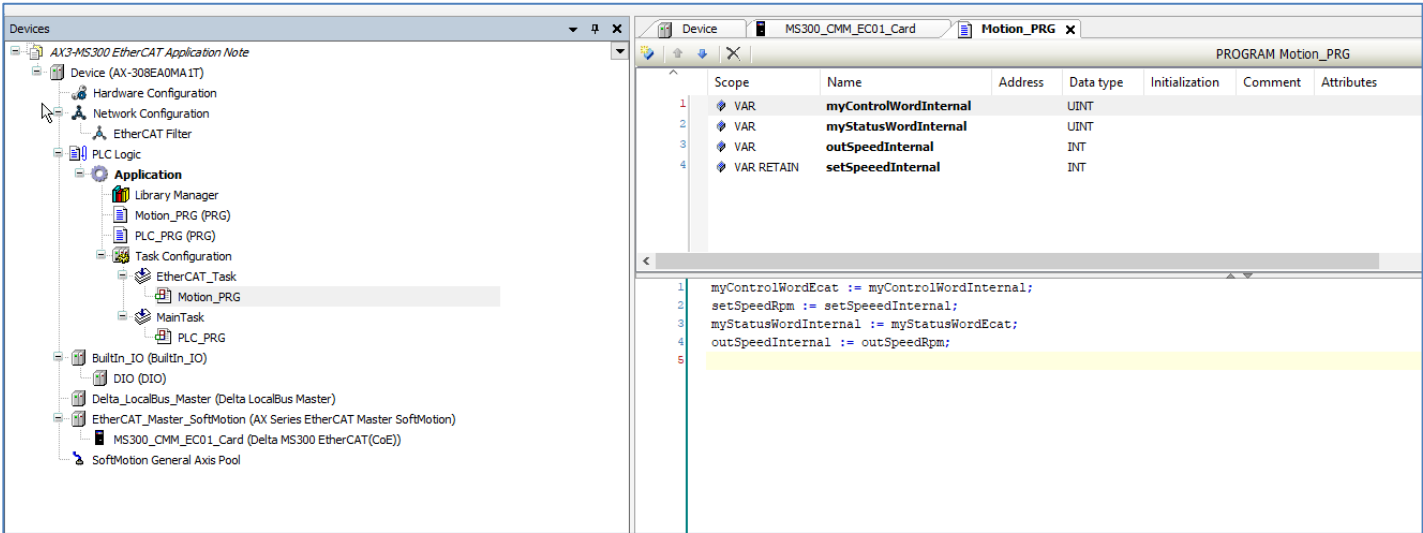 Devices
AX3-MS300 EtherCAT Application Note
Device (AX-308EA0MA1T)
Hardware Configuration
Network Configuration
EtherCAT Filter
PLC Logic
Application
Library Manager
Motion_PRG (PRG)
PLC_PRG (PRG)
Task Configuration
EtherCAT_Task
Motion_PRG
MainTask
PLC_PRG
BuiltIn_IO (BuiltIn_IO)
DIO (DIO)
Delta_LocalBus_Master (Delta LocalBus Master)
EtherCAT_Master_SoftMotion (AX Series EtherCAT Master SoftMotion)
MS300_CMM_EC01_Card (Delta MS300 EtherCAT(CoE))
SoftMotion General Axis Pool
Device MS300_CMM_EC01_Card Motion_PRG X
PROGRAM Motion_PRG
Scope Name Address Data type Initialization Comment Attributes
1 VAR myControlWordInternal UINT
2 VAR myStatusWordInternal UINT
3 VAR outSpeedInternal INT
4 VAR RETAIN setSpeeedInternal INT
1 myControlWordEcat := myControlWordInternal;
2 setSpeedRpm := setSpeeedInternal;
3 myStatusWordInternal := myStatusWordEcat;
4 outSpeedInternal := outSpeedRpm;
5